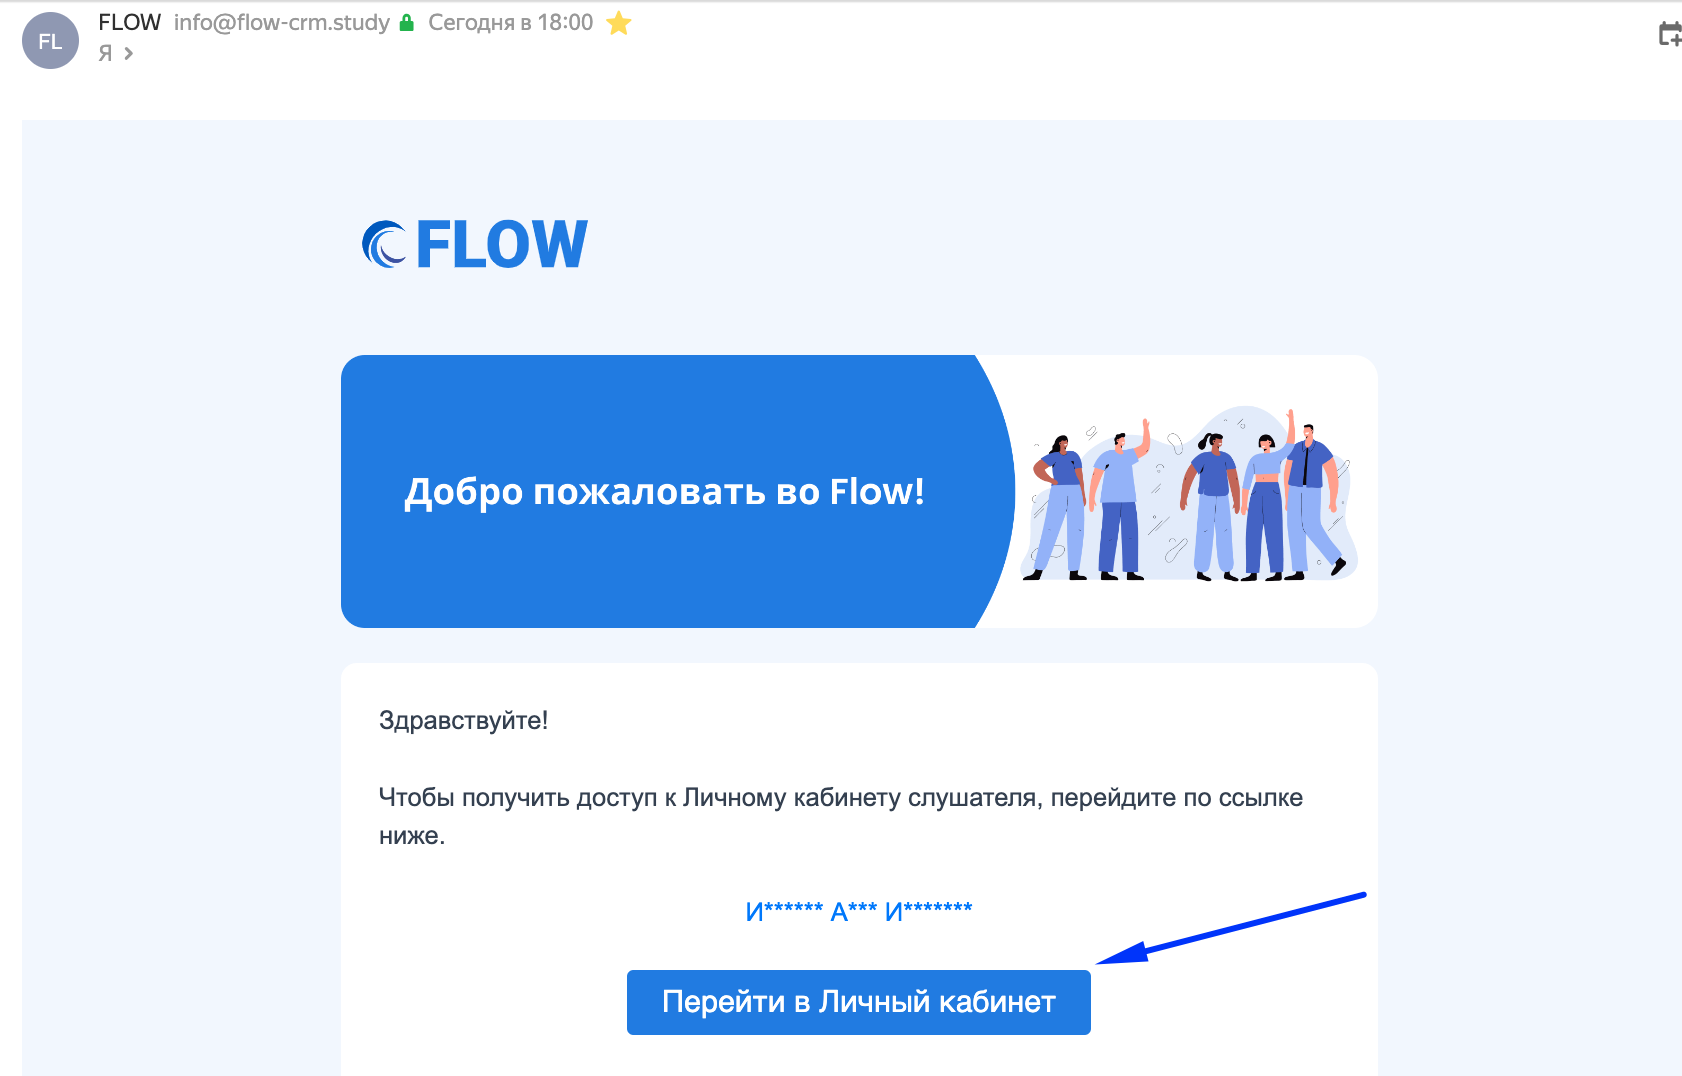 FL
FLOW info@flow-crm.study Сегодня в 18:00
Я
FLOW
Добро пожаловать во Flow!
Здравствуйте!
Чтобы получить доступ к Личному кабинету слушателя, перейдите по ссылке
ниже.
И****** А*** И*******
Перейти в Личный кабинет